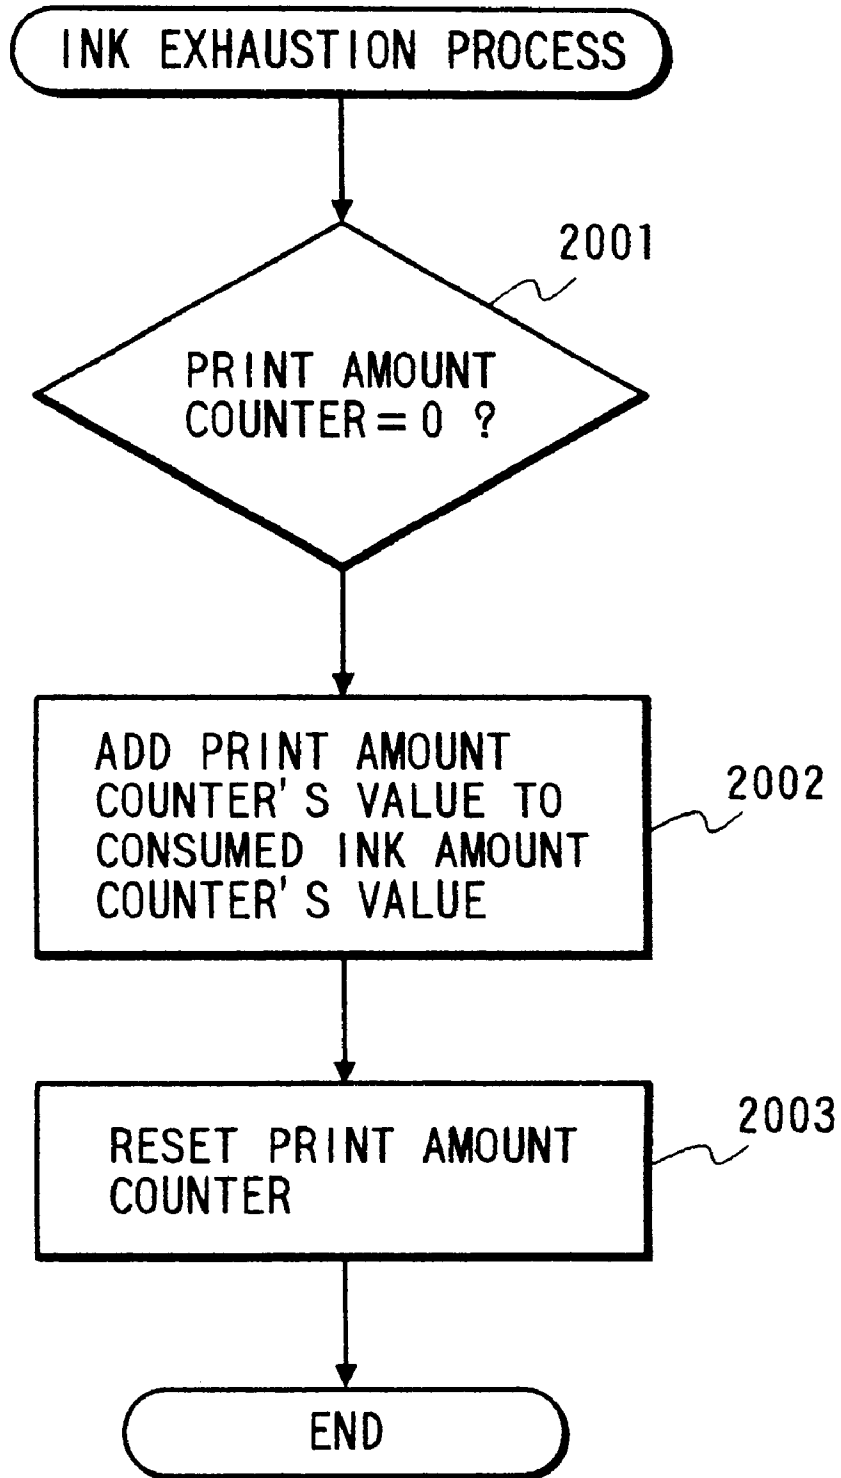 INK EXHAUSTION PROCESS
2001
PRINT AMOUNT
COUNTER = 0 ?
ADD PRINT AMOUNT
COUNTER'S VALUE TO
CONSUMED INK AMOUNT
COUNTER'S VALUE
2002
RESET PRINT AMOUNT
COUNTER
2003
END